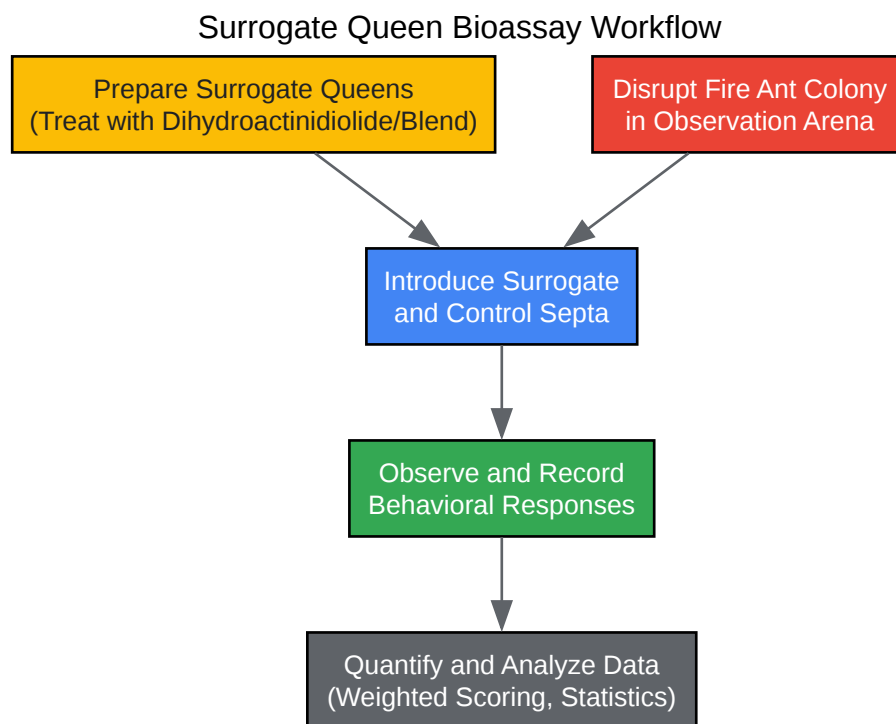 Surrogate Queen Bioassay Workflow
Prepare Surrogate Queens
(Treat with Dihydroactinidiolide/Blend)
Disrupt Fire Ant Colony
in Observation Arena
Introduce Surrogate
and Control Septa
Observe and Record
Behavioral Responses
Quantify and Analyze Data
(Weighted Scoring, Statistics)